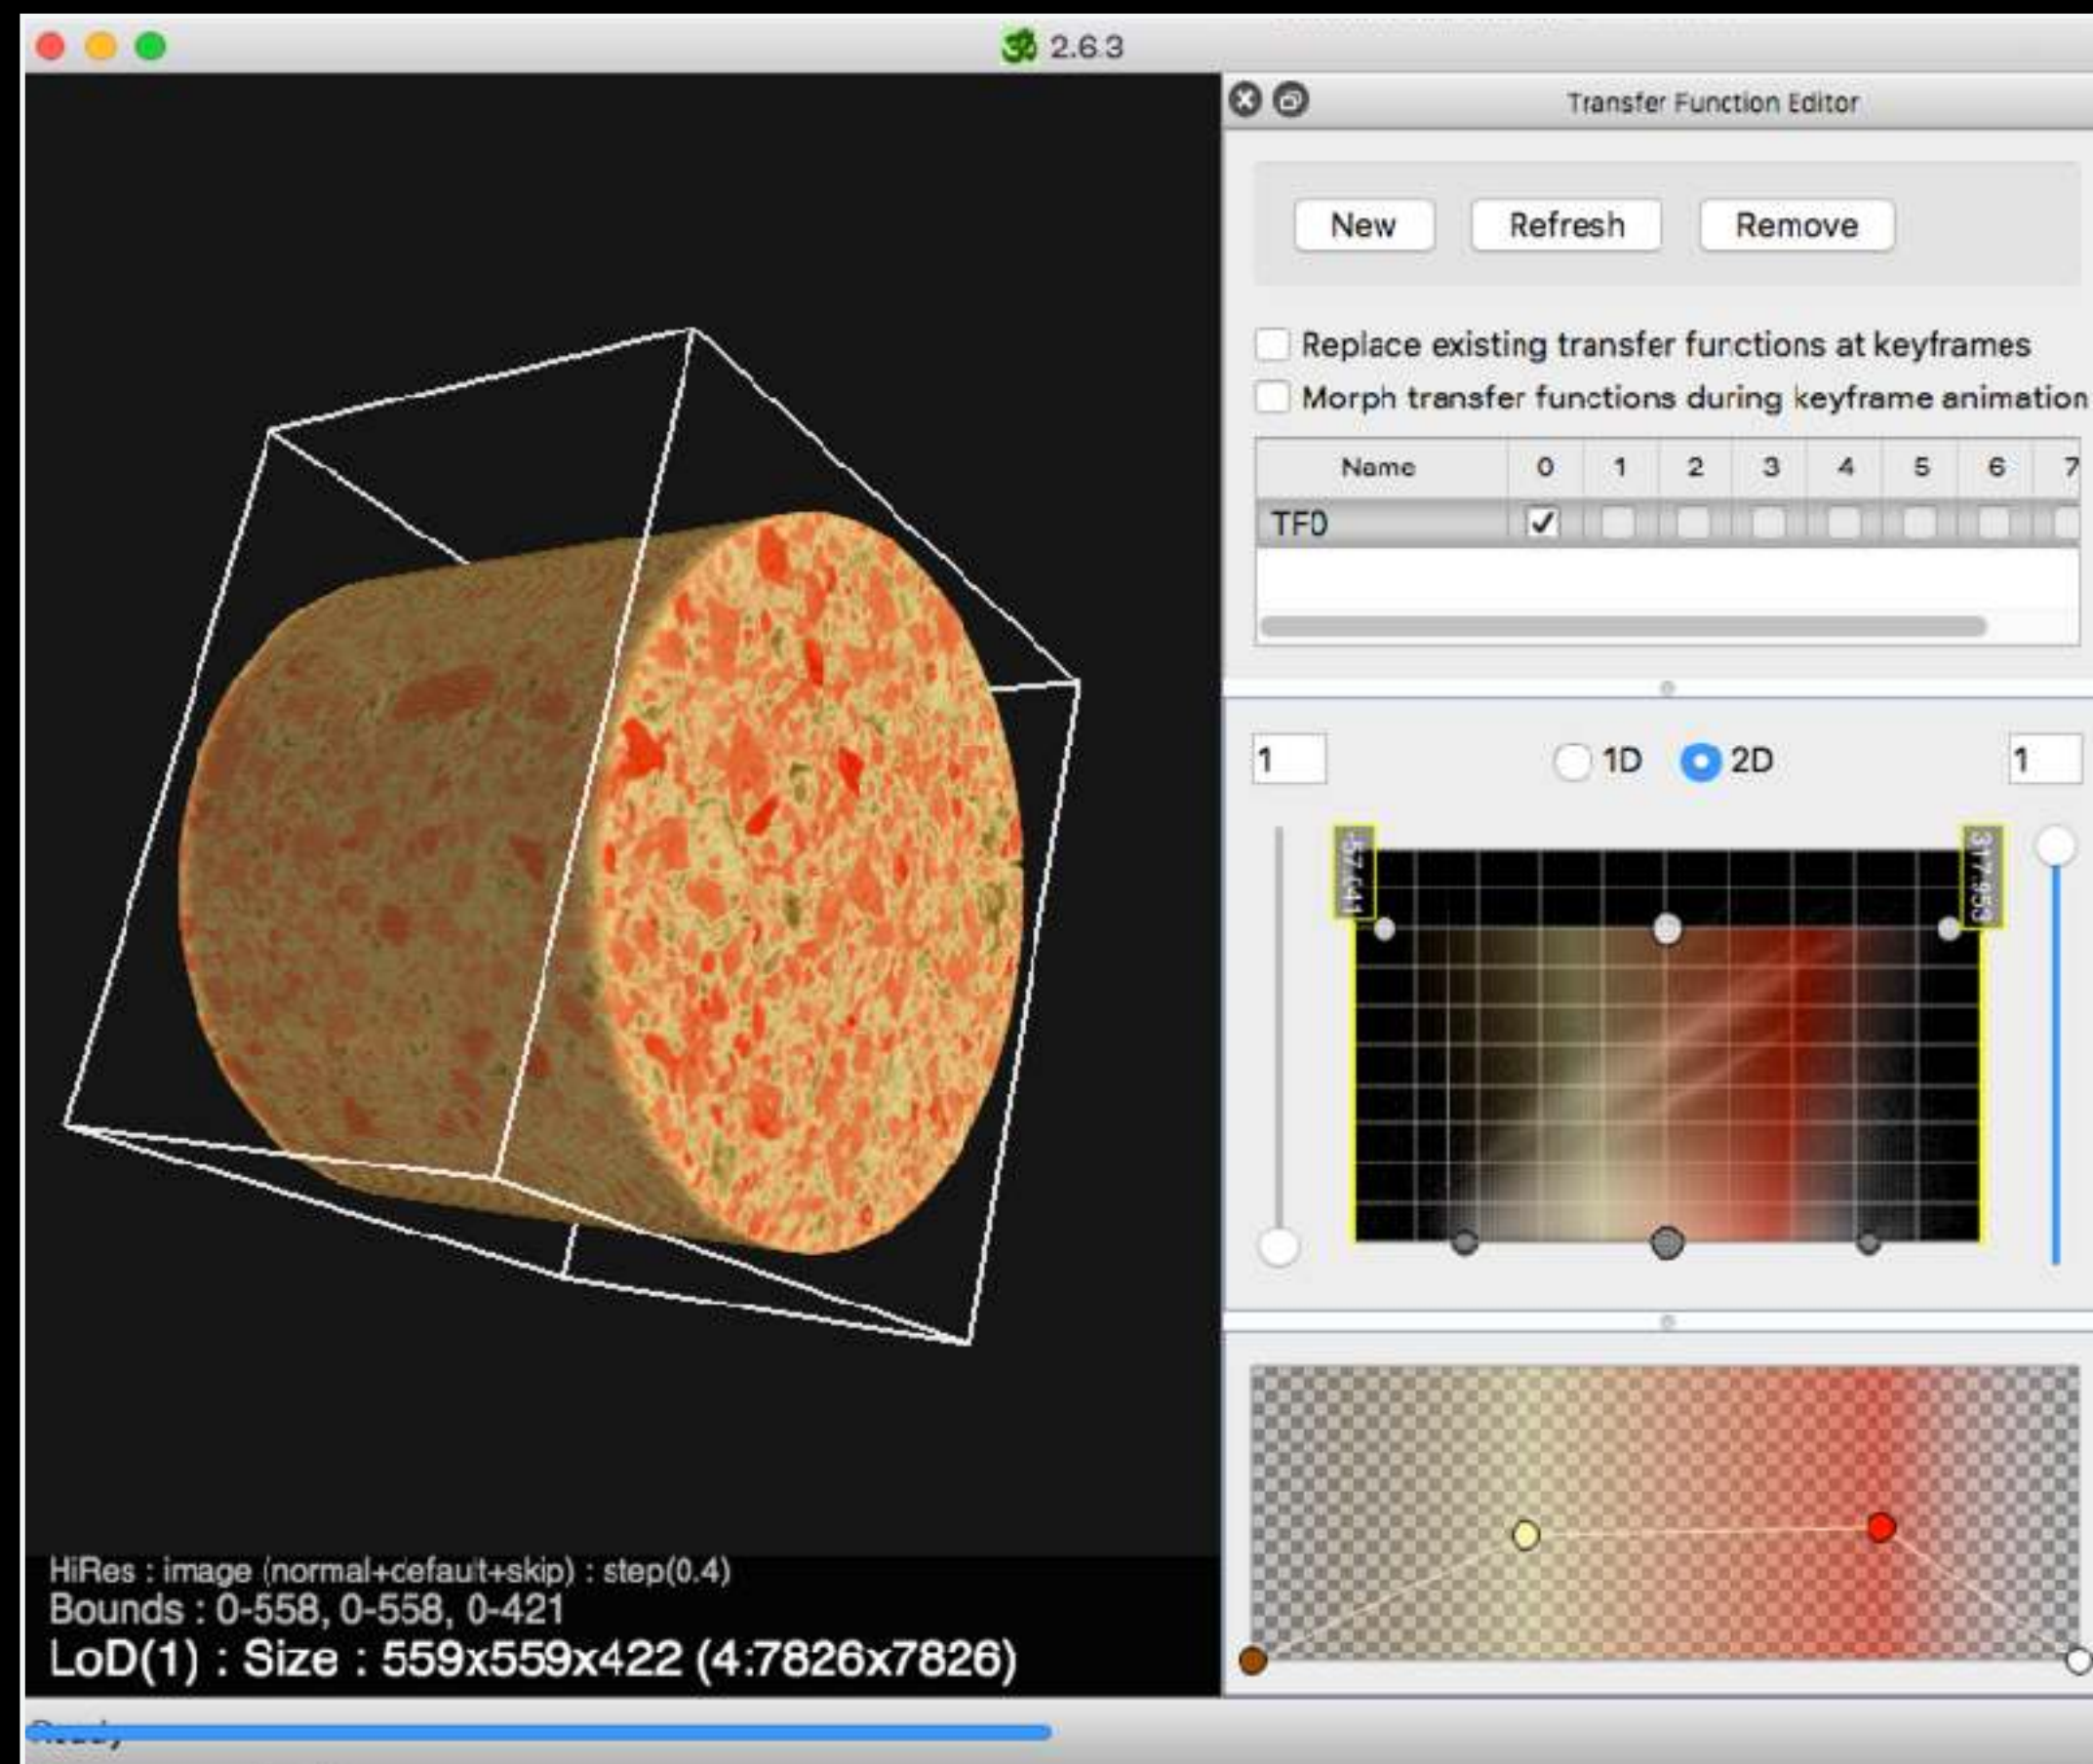 2.6.3
Transfer Function Editor
New Refresh Remove
Replace existing transfer functions at keyframes
Morph transfer functions during keyframe animation
Name 0 1 2 3 4 5 6 7
TF0
1 1D 2D 1
317.953
HiRes : image (normal+default+skip) : step(0.4)
Bounds : 0-558, 0-558, 0-421
LoD(1) : Size : 559x559x422 (4:7826x7826)